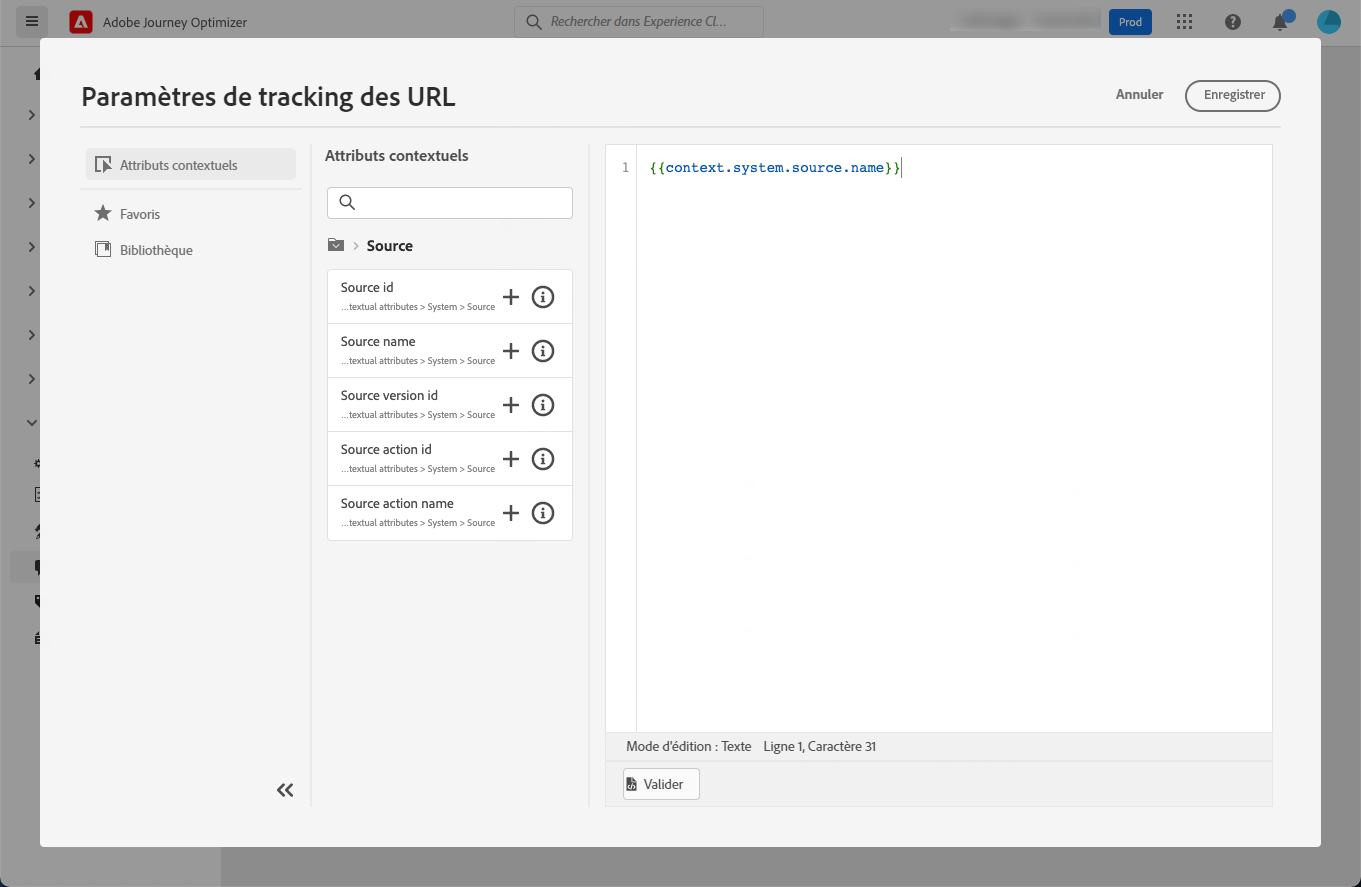 Adobe Journey Optimizer
Rechercher dans Experience Cl...
Prod
Paramètres de tracking des URL
Annuler
Enregistrer
Attributs contextuels
Favoris
Bibliothèque
Attributs contextuels
Source
Source id
...textual attributes > System > Source
Source name
...textual attributes > System > Source
Source version id
...textual attributes > System > Source
Source action id
...textual attributes > System > Source
Source action name
...textual attributes > System > Source
1 {{context.system.source.name}}
Mode d'édition : Texte Ligne 1, Caractère 31
Valider